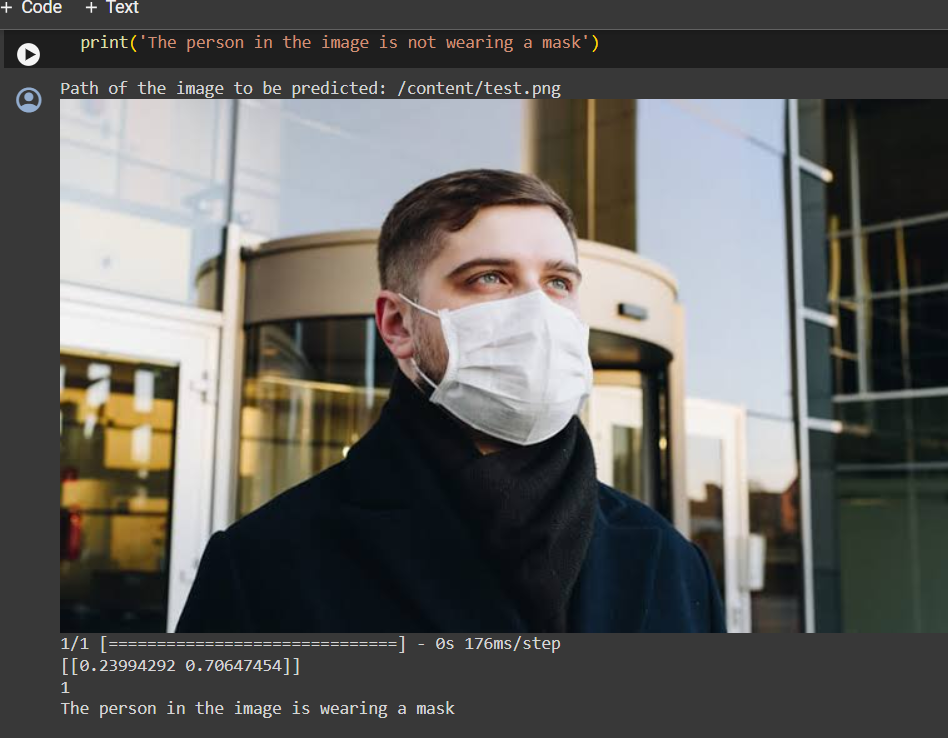 + Code + Text
print('The person in the image is not wearing a mask')
Path of the image to be predicted: /content/test.png
1/1 [==============================] - 0s 176ms/step
[[0.23994292 0.70647454]]
1
The person in the image is wearing a mask